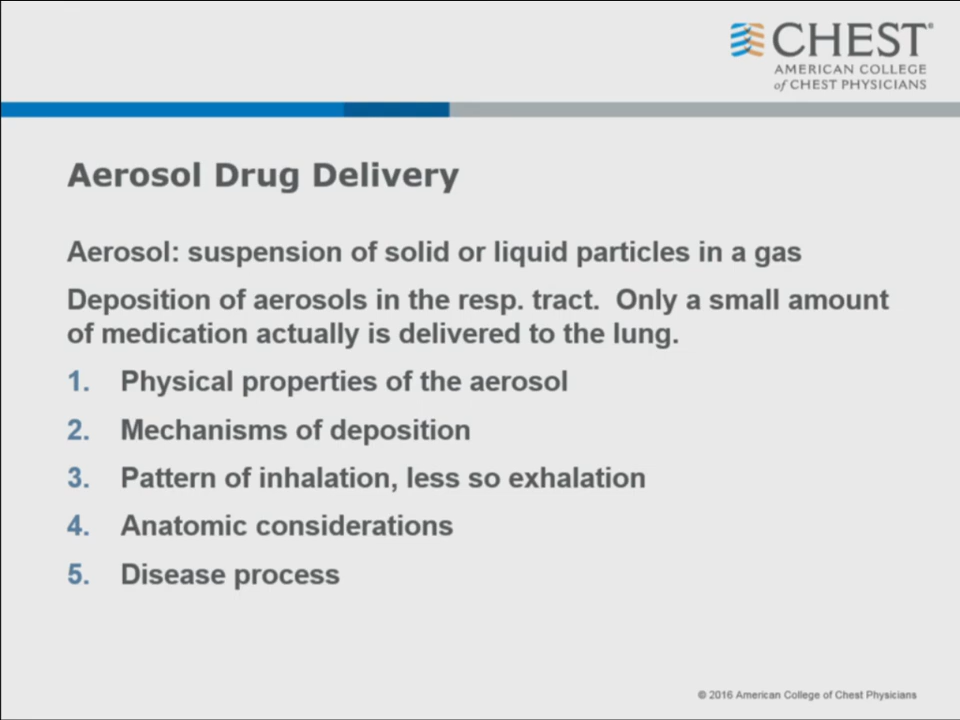 CHEST®
AMERICAN COLLEGE
of CHEST PHYSICIANS
Aerosol Drug Delivery
Aerosol: suspension of solid or liquid particles in a gas
Deposition of aerosols in the resp. tract. Only a small amount
of medication actually is delivered to the lung.
1. Physical properties of the aerosol
2. Mechanisms of deposition
3. Pattern of inhalation, less so exhalation
4. Anatomic considerations
5. Disease process
© 2016 American College of Chest Physicians